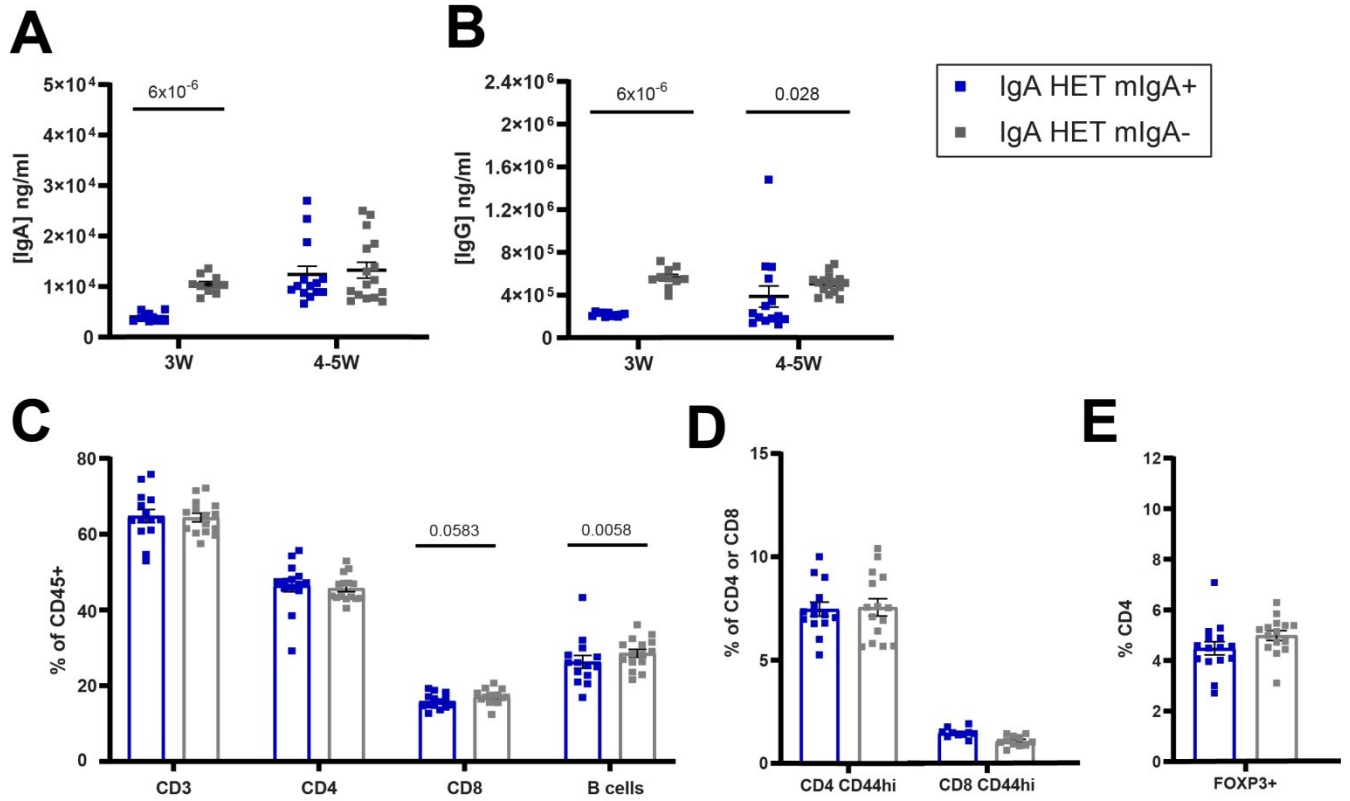 A
[IgA] ng/ml
5×10⁴
4×10⁴
3×10⁴
2×10⁴
1×10⁴
0
6x10⁻⁶
3W
4-5W
B
[IgG] ng/ml
2.4×10⁶
2×10⁶
1.6×10⁶
1.2×10⁶
8×10⁵
4×10⁵
0
6x10⁻⁶
0.028
3W
4-5W
IgA HET mIgA+
IgA HET mIgA-
C
% of CD45+
80
60
40
20
0
0.0583
0.0058
CD3
CD4
CD8
B cells
D
% of CD4 or CD8
15
10
5
0
CD4 CD44hi
CD8 CD44hi
E
% CD4
12
10
8
6
4
2
0
FOXP3+